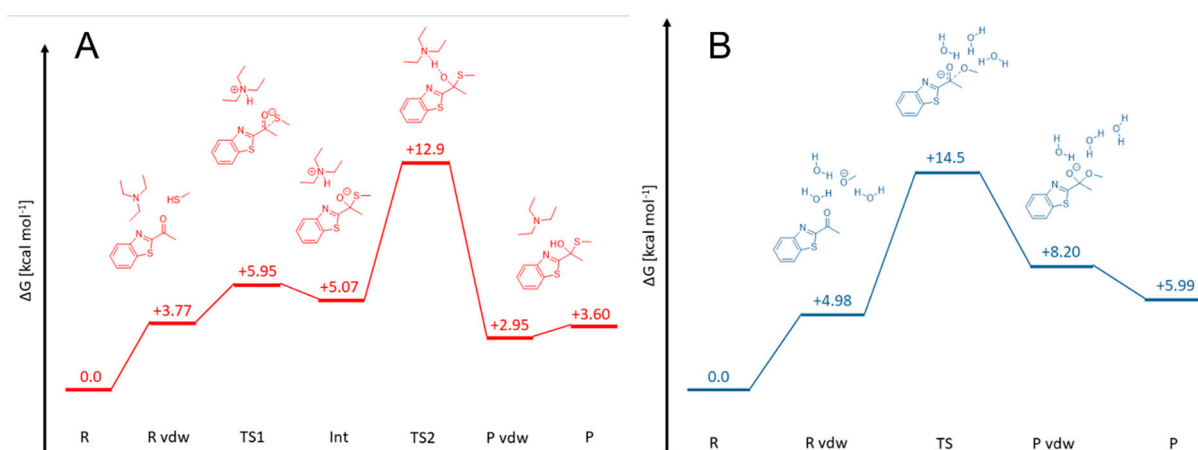 A
ΔG [kcal mol⁻¹]
0.0
+3.77
+5.95
+5.07
+12.9
+2.95
+3.60
N
HS
O
N
S
⊕ N
H
O ⊖
S
N
S
⊕ N
H
O ⊖
S
N
S
N
H
O
S
N
S
N
HO
S
N
S
R
R vdw
TS1
Int
TS2
P vdw
P
B
ΔG [kcal mol⁻¹]
0.0
+4.98
+14.5
+8.20
+5.99
H
O
H
H
O
H
⊖
O
H
O
H
O
N
S
H
O
H
H
O
H
H
O
H
⊖
O
O
N
S
H
O
H
H
O
H
H
O
H
⊖
O
O
N
S
R
R vdw
TS
P vdw
P